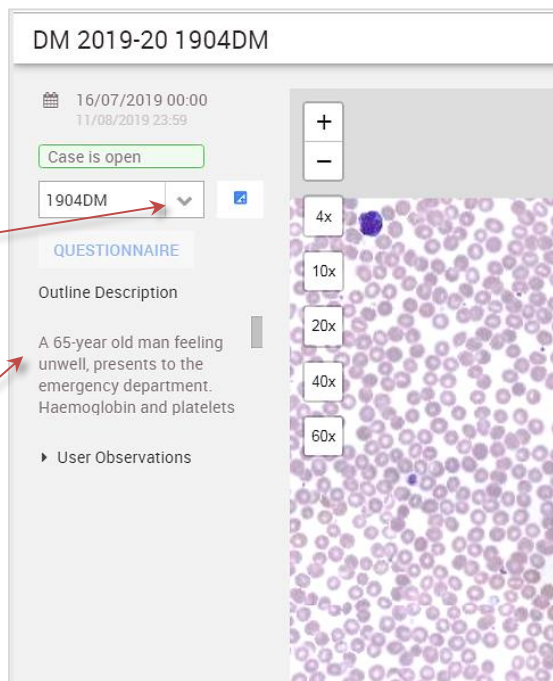 DM 2019-20 1904DM
16/07/2019 00:00
11/08/2019 23:59
Case is open
1904DM
QUESTIONNAIRE
Outline Description
A 65-year old man feeling
unwell, presents to the
emergency department.
Haemoglobin and platelets
User Observations
+
−
4x
10x
20x
40x
60x